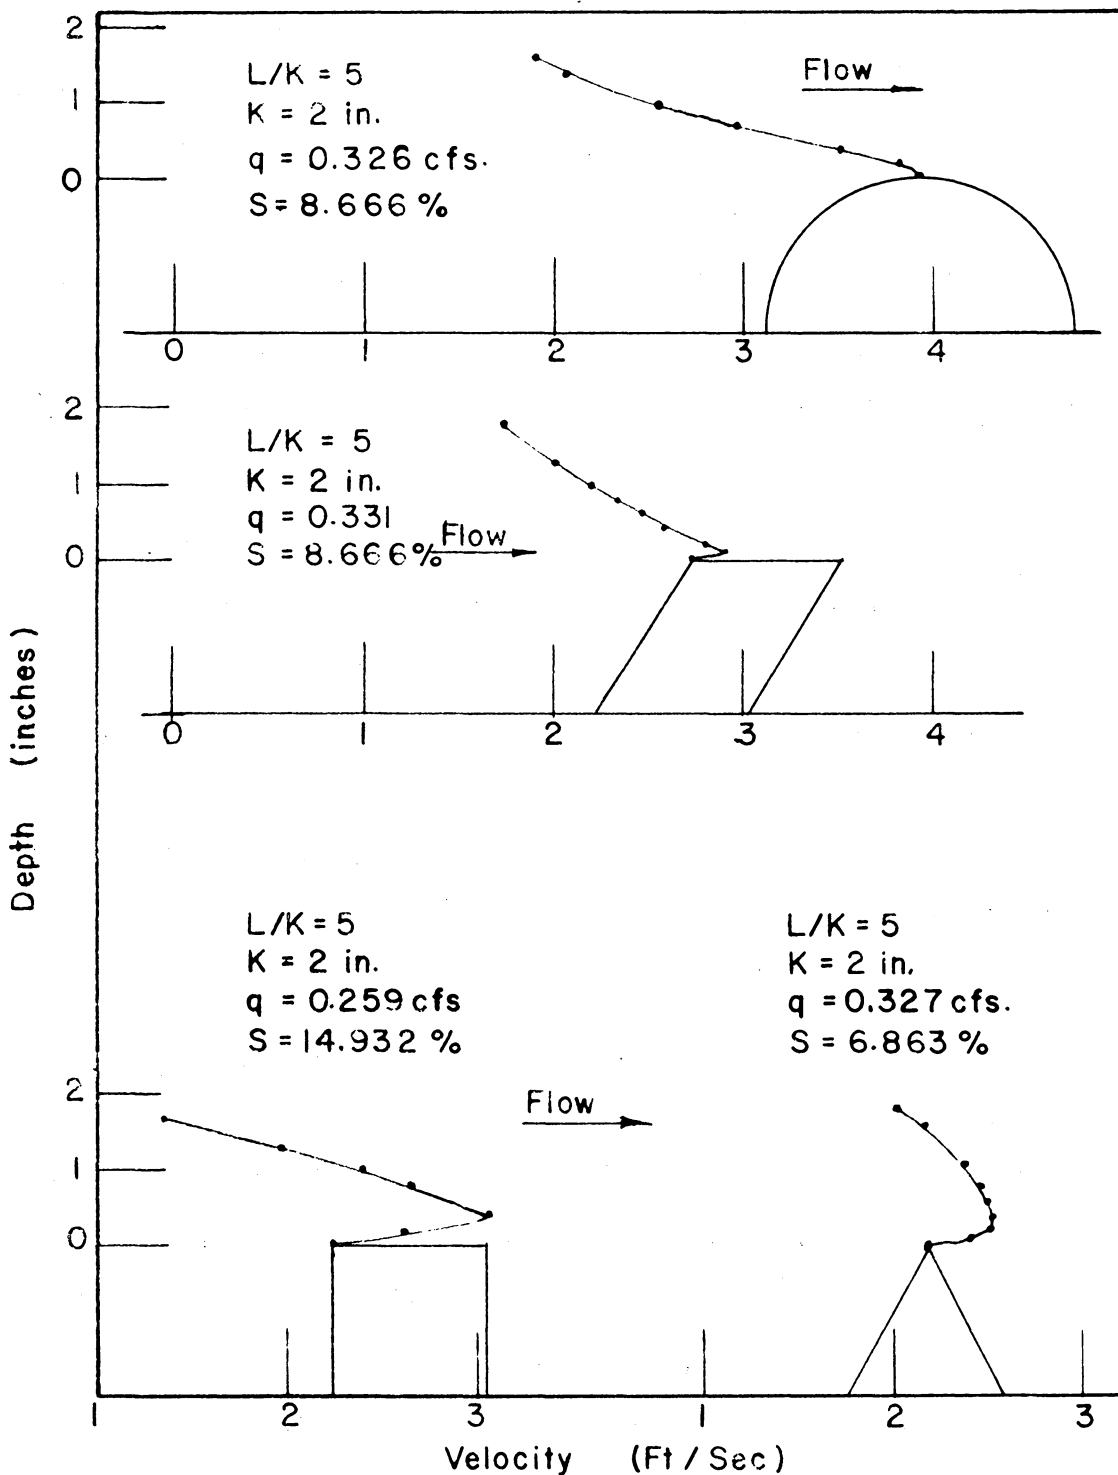 2
1
0
L/K = 5
K = 2 in.
q = 0.326 cfs.
S = 8.666 %
Flow
0 1 2 3 4
2
1
0
L/K = 5
K = 2 in.
q = 0.331
S = 8.666 %
Flow
0 1 2 3 4
Depth (inches)
L/K = 5
K = 2 in.
q = 0.259 cfs
S = 14.932 %
L/K = 5
K = 2 in.
q = 0.327 cfs.
S = 6.863 %
2
1
0
Flow
1 2 3 1 2 3
Velocity (Ft / Sec)